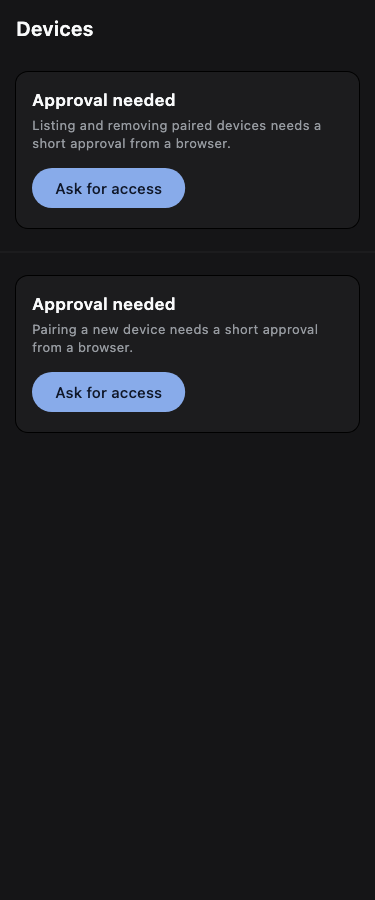 Devices
Approval needed
Listing and removing paired devices needs a
short approval from a browser.
Ask for access
Approval needed
Pairing a new device needs a short approval
from a browser.
Ask for access